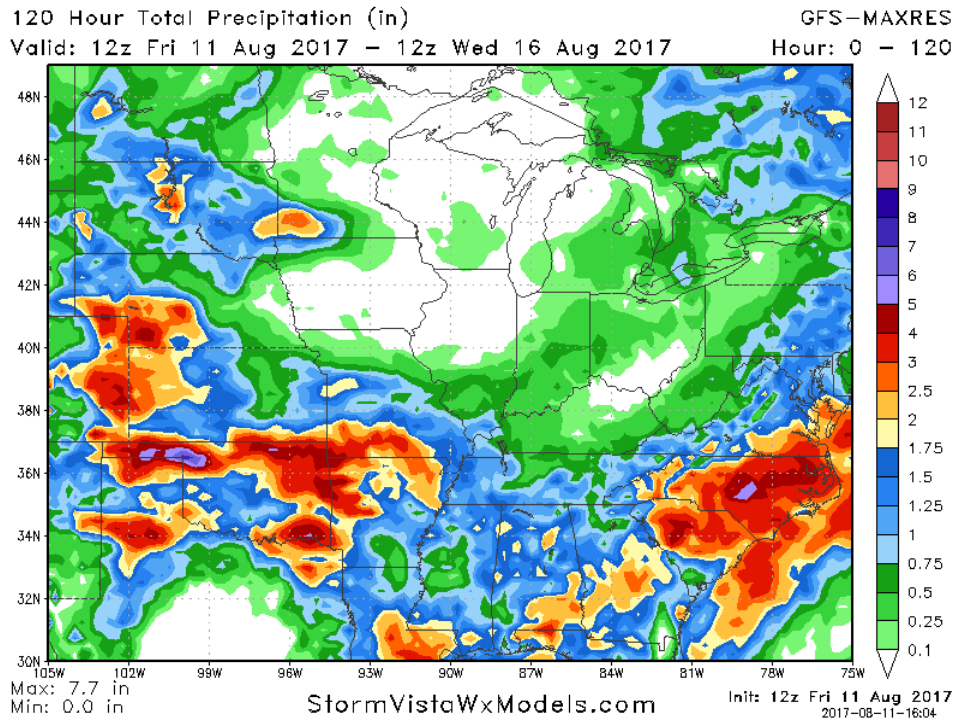 120 Hour Total Precipitation (in) GFS-MAXRES
Valid: 12z Fri 11 Aug 2017 - 12z Wed 16 Aug 2017 Hour: 0 - 120
48N
46N
44N
42N
40N
38N
36N
34N
32N
30N
105W 102W 99W 96W 93W 90W 87W 84W 81W 78W 75W
12
11
10
9
8
7
6
5
4
3
2.5
2
1.75
1.5
1.25
1
0.75
0.5
0.25
0.1
Max: 7.7 in
Min: 0.0 in
StormVistaWxModels.com
Init: 12z Fri 11 Aug 2017
2017-08-11-16:04